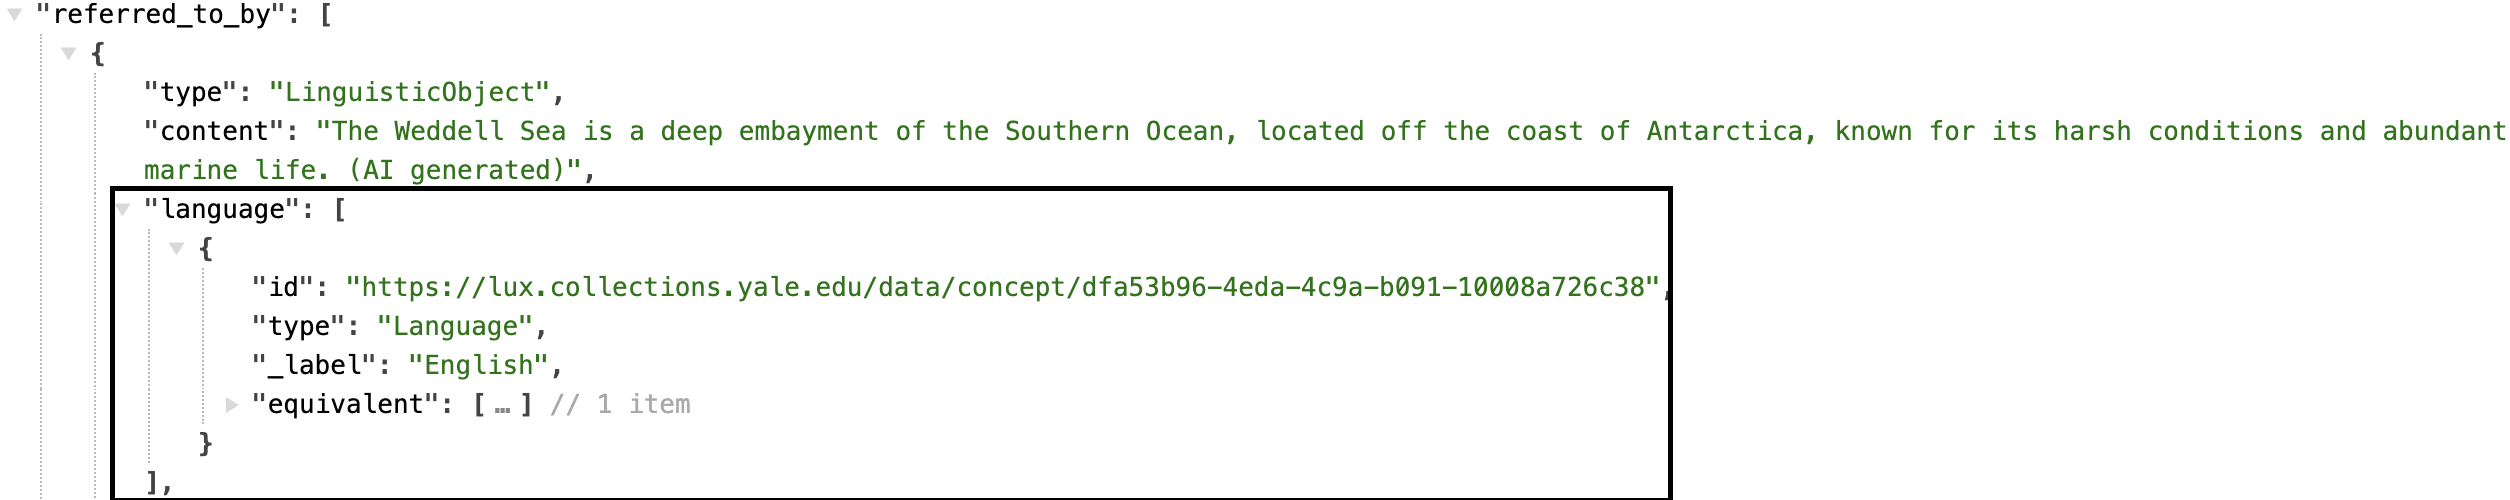 "referred_to_by": [
{
"type": "LinguisticObject",
"content": "The Weddell Sea is a deep embayment of the Southern Ocean, located off the coast of Antarctica, known for its harsh conditions and abundant
marine life. (AI generated)",
"language": [
{
"id": "https://lux.collections.yale.edu/data/concept/dfa53b96-4eda-4c9a-b091-10008a726c38",
"type": "Language",
"_label": "English",
"equivalent": [ … ] // 1 item
}
],